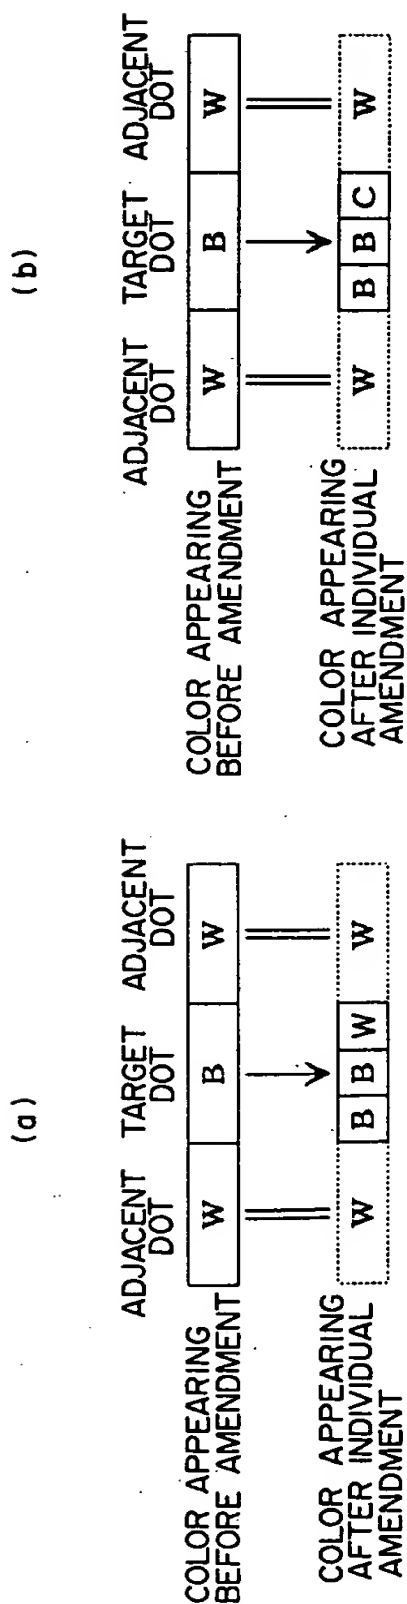 (a)
ADJACENT DOT
TARGET DOT
ADJACENT DOT
COLOR APPEARING
BEFORE AMENDMENT
W B W
COLOR APPEARING
AFTER INDIVIDUAL
AMENDMENT
W B B W W
(b)
ADJACENT DOT
TARGET DOT
ADJACENT DOT
COLOR APPEARING
BEFORE AMENDMENT
W B W
COLOR APPEARING
AFTER INDIVIDUAL
AMENDMENT
W B B C W